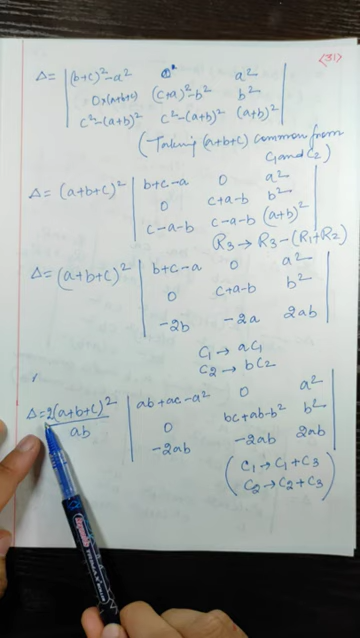 (31)
Δ = | (b+c)²-a² 0² a² |
| 0×(a+b+c) (c+a)²-b² b² |
| c²-(a+b)² c²-(a+b)² (a+b)² |
(Taking (a+b+c) common from
C₁ and C₂)
Δ = (a+b+c)² | b+c-a 0 a² |
| 0 c+a-b b² |
| c-a-b c-a-b (a+b)² |
R₃ → R₃-(R₁+R₂)
Δ = (a+b+c)² | b+c-a 0 a² |
| 0 c+a-b b² |
| -2b -2a 2ab |
C₁ → aC₁
C₂ → bC₂
Δ = 2(a+b+c)²/ab | ab+ac-a² 0 a² |
| 0 bc+ab-b² b² |
| -2ab -2ab 2ab |
(C₁ → C₁+C₃
C₂ → C₂+C₃)